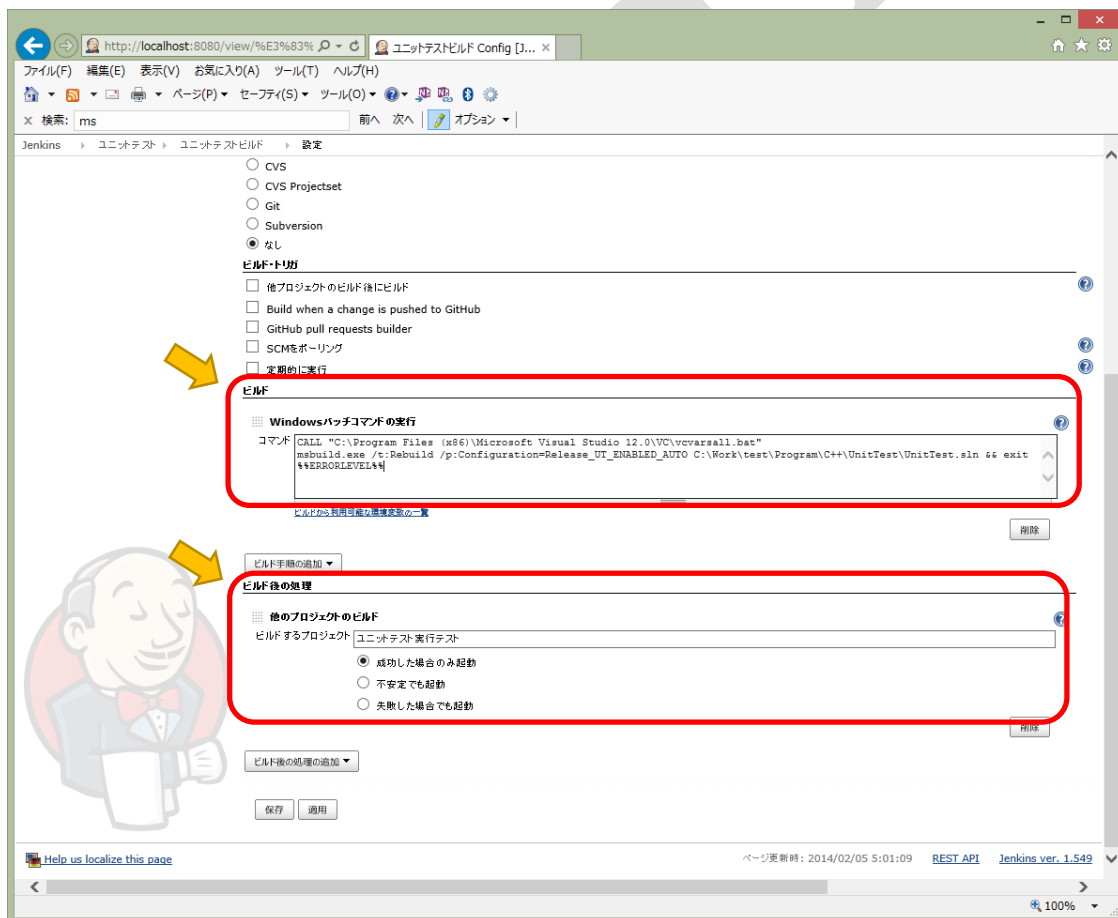 http://localhost:8080/view/%E3%83%
ユニットテストビルド Config [J...
ファイル(F) 編集(E) 表示(V) お気に入り(A) ツール(T) ヘルプ(H)
ページ(P) セーフティ(S) ツール(O)
× 検索: ms 前へ 次へ オプション
Jenkins ユニットテスト ユニットテストビルド 設定
CVS
CVS Projectset
Git
Subversion
なし
ビルド・トリガ
他プロジェクトのビルド後にビルド
Build when a change is pushed to GitHub
GitHub pull requests builder
SCMをポーリング
定期的に実行
ビルド
Windowsバッチコマンドの実行
コマンド CALL "C:\Program Files (x86)\Microsoft Visual Studio 12.0\VC\vcvarsall.bat"
msbuild.exe /t:Rebuild /p:Configuration=Release_UT_ENABLED_AUTO C:\Work\test\Program\C++\UnitTest\UnitTest.sln && exit
%%ERRORLEVEL%%
ビルドから利用可能な環境変数の一覧
削除
ビルド手順の追加
ビルド後の処理
他のプロジェクトのビルド
ビルドするプロジェクト ユニットテスト実行テスト
成功した場合のみ起動
不安定でも起動
失敗した場合でも起動
削除
ビルド後の処理の追加
保存 適用
Help us localize this page ページ更新時: 2014/02/05 5:01:09 REST API Jenkins ver. 1.549
100%